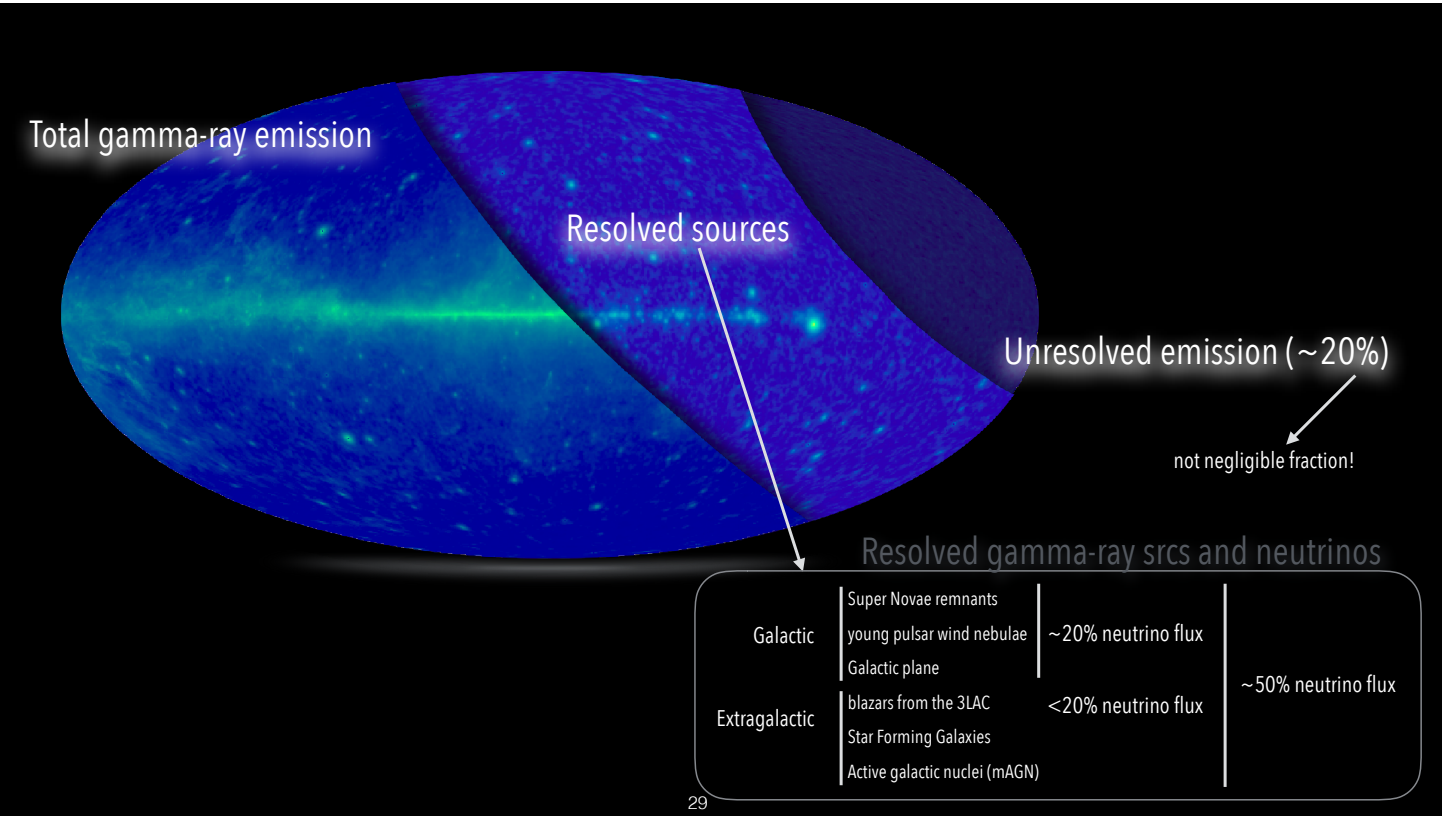 Total gamma-ray emission
Resolved sources
Unresolved emission (~20%)
not negligible fraction!
Resolved gamma-ray srcs and neutrinos
Galactic
Super Novae remnants
young pulsar wind nebulae
Galactic plane
~20% neutrino flux
Extragalactic
blazars from the 3LAC
Star Forming Galaxies
Active galactic nuclei (mAGN)
<20% neutrino flux
~50% neutrino flux
29